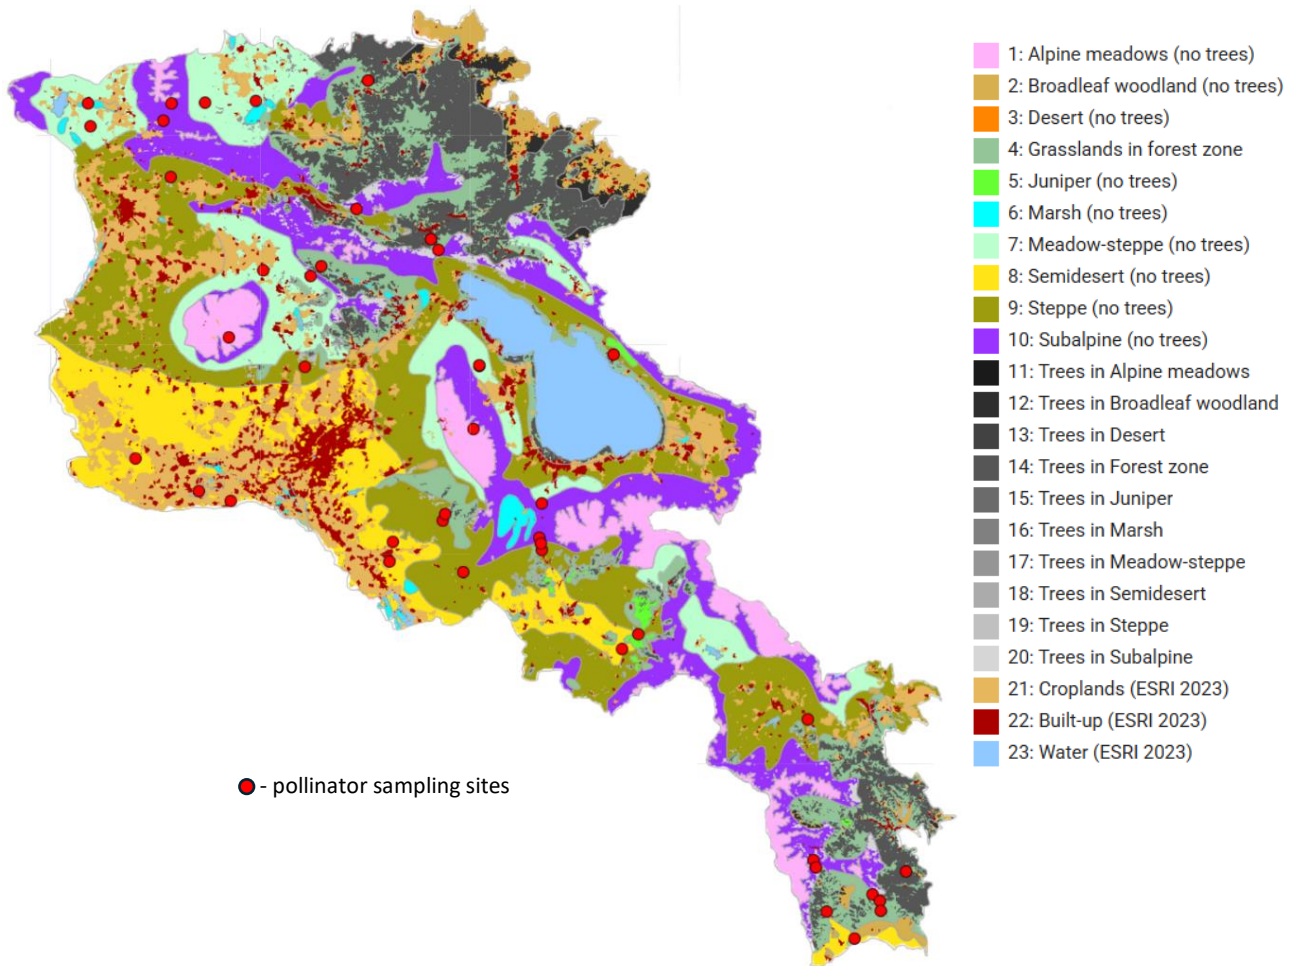 1: Alpine meadows (no trees)
2: Broadleaf woodland (no trees)
3: Desert (no trees)
4: Grasslands in forest zone
5: Juniper (no trees)
6: Marsh (no trees)
7: Meadow-steppe (no trees)
8: Semidesert (no trees)
9: Steppe (no trees)
10: Subalpine (no trees)
11: Trees in Alpine meadows
12: Trees in Broadleaf woodland
13: Trees in Desert
14: Trees in Forest zone
15: Trees in Juniper
16: Trees in Marsh
17: Trees in Meadow-steppe
18: Trees in Semidesert
19: Trees in Steppe
20: Trees in Subalpine
21: Croplands (ESRI 2023)
22: Built-up (ESRI 2023)
23: Water (ESRI 2023)
- pollinator sampling sites